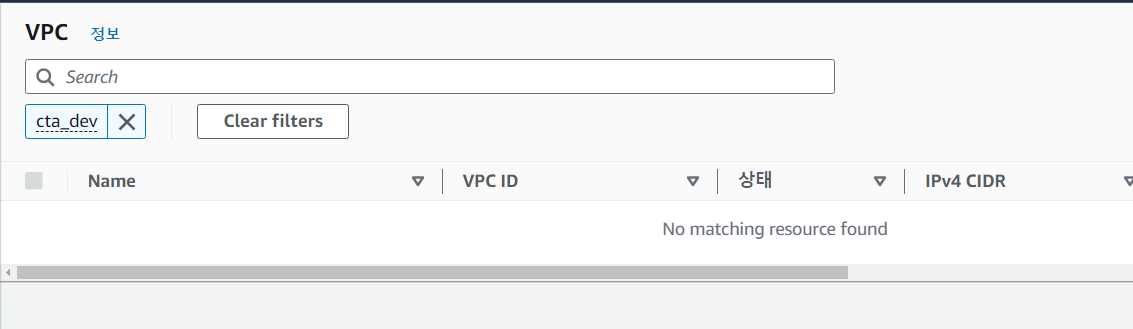 VPC 정보
Search
cta_dev Clear filters
Name VPC ID 상태 IPv4 CIDR
No matching resource found